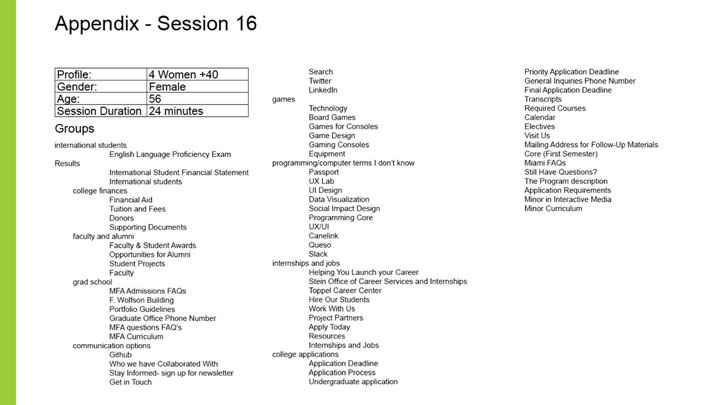 Appendix - Session 16
Profile: 4 Women +40
Gender: Female
Age: 56
Session Duration 24 minutes
Groups
international students
English Language Proficiency Exam
Results
International Student Financial Statement
International students
college finances
Financial Aid
Tuition and Fees
Donors
Supporting Documents
faculty and alumni
Faculty & Student Awards
Opportunities for Alumni
Student Projects
Faculty
grad school
MFA Admissions FAQs
F. Wolfson Building
Portfolio Guidelines
Graduate Office Phone Number
MFA questions FAQ's
MFA Curriculum
communication options
Github
Who we have Collaborated With
Stay Informed- sign up for newsletter
Get in Touch
Search
Twitter
LinkedIn
games
Technology
Board Games
Games for Consoles
Game Design
Gaming Consoles
Equipment
programming/computer terms I don't know
Passport
UX Lab
UI Design
Data Visualization
Social Impact Design
Programming Core
UX/UI
Canelink
Queso
Slack
internships and jobs
Helping You Launch your Career
Stein Office of Career Services and Internships
Toppel Career Center
Hire Our Students
Work With Us
Project Partners
Apply Today
Resources
Internships and Jobs
college applications
Application Deadline
Application Process
Undergraduate application
Priority Application Deadline
General Inquiries Phone Number
Final Application Deadline
Transcripts
Required Courses
Calendar
Electives
Visit Us
Mailing Address for Follow-Up Materials
Core (First Semester)
Miami FAQs
Still Have Questions?
The Program description
Application Requirements
Minor in Interactive Media
Minor Curriculum